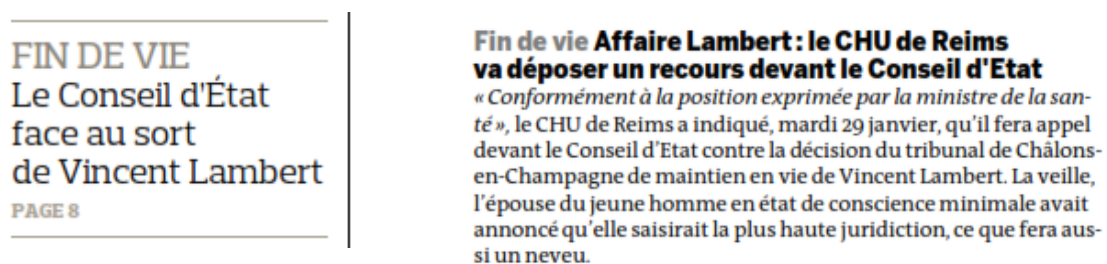 FIN DE VIE
Le Conseil d'État
face au sort
de Vincent Lambert
PAGE 8
Fin de vie Affaire Lambert : le CHU de Reims
va déposer un recours devant le Conseil d'Etat
« Conformément à la position exprimée par la ministre de la san-
té », le CHU de Reims a indiqué, mardi 29 janvier, qu'il fera appel
devant le Conseil d'Etat contre la décision du tribunal de Châlons-
en-Champagne de maintien en vie de Vincent Lambert. La veille,
l'épouse du jeune homme en état de conscience minimale avait
annoncé qu'elle saisirait la plus haute juridiction, ce que fera aus-
si un neveu.